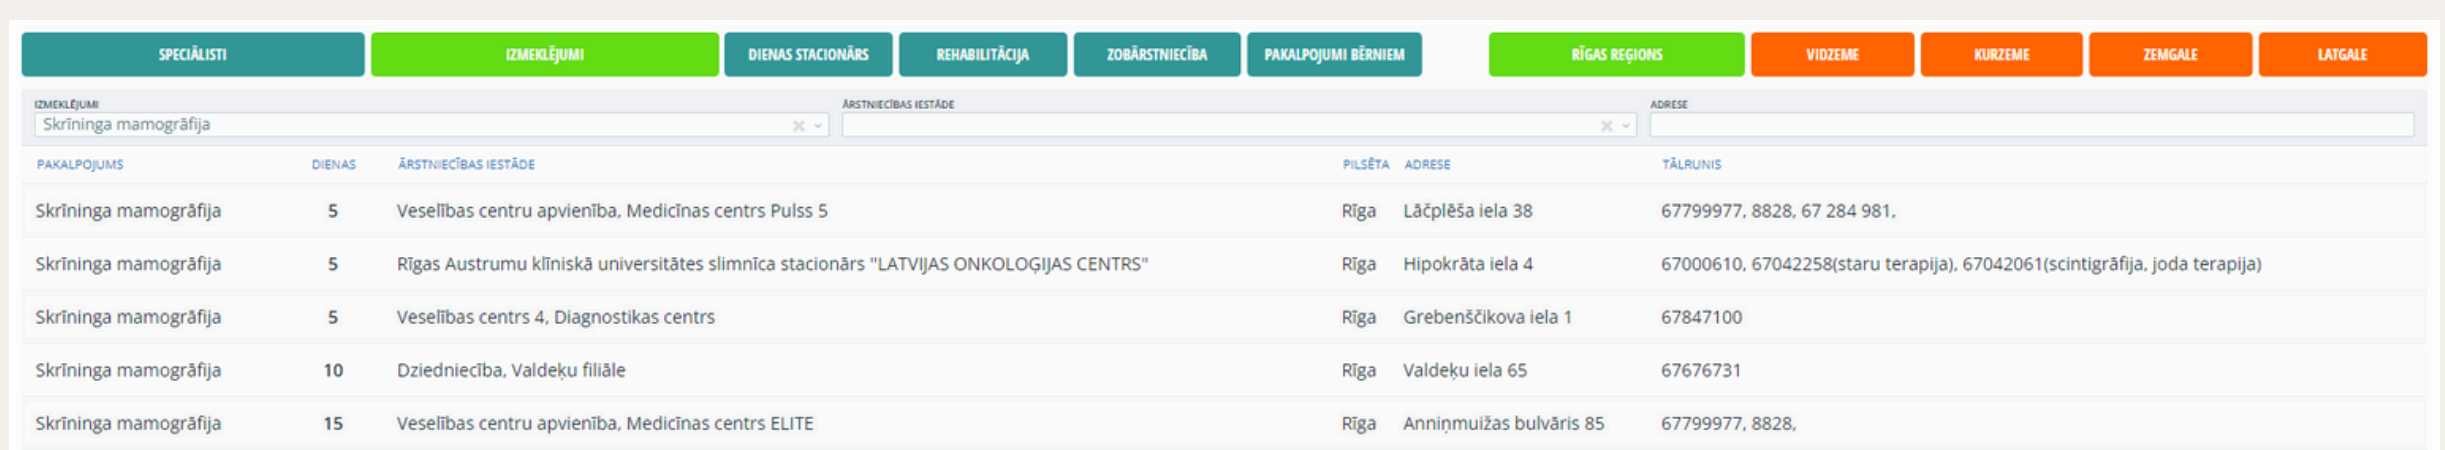 SPECIĀLISTI IZMEKLĒJUMI DIENAS STACIONĀRS REHABILITĀCIJA ZOBĀRSTNIECĪBA PAKALPOJUMI BĒRNIEM RĪGAS REĢIONS VIDZEME KURZEME ZEMGALE LATGALE
IZMEKLĒJUMI ĀRSTNIECĪBAS IESTĀDE ADRESE
Skrīninga mamogrāfija
PAKALPOJUMS DIENAS ĀRSTNIECĪBAS IESTĀDE PILSĒTA ADRESE TĀLRUNIS
Skrīninga mamogrāfija 5 Veselības centru apvienība, Medicīnas centrs Pulss 5 Rīga Lāčplēša iela 38 67799977, 8828, 67 284 981,
Skrīninga mamogrāfija 5 Rīgas Austrumu klīniskā universitātes slimnīca stacionārs "LATVIJAS ONKOLOĢIJAS CENTRS" Rīga Hipokrāta iela 4 67000610, 67042258(staru terapija), 67042061(scintigrāfija, joda terapija)
Skrīninga mamogrāfija 5 Veselības centrs 4, Diagnostikas centrs Rīga Grebenščikova iela 1 67847100
Skrīninga mamogrāfija 10 Dziedniecība, Valdeķu filiāle Rīga Valdeķu iela 65 67676731
Skrīninga mamogrāfija 15 Veselības centru apvienība, Medicīnas centrs ELITE Rīga Anniņmuižas bulvāris 85 67799977, 8828,